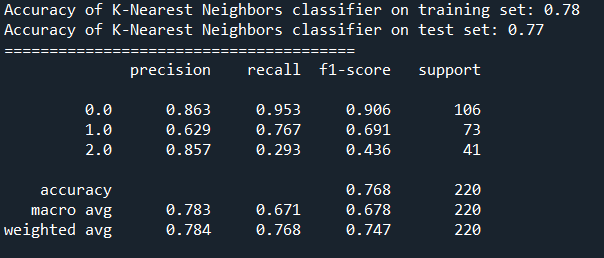 Accuracy of K-Nearest Neighbors classifier on training set: 0.78
Accuracy of K-Nearest Neighbors classifier on test set: 0.77
=======================================
precision recall f1-score support
0.0 0.863 0.953 0.906 106
1.0 0.629 0.767 0.691 73
2.0 0.857 0.293 0.436 41
accuracy 0.768 220
macro avg 0.783 0.671 0.678 220
weighted avg 0.784 0.768 0.747 220